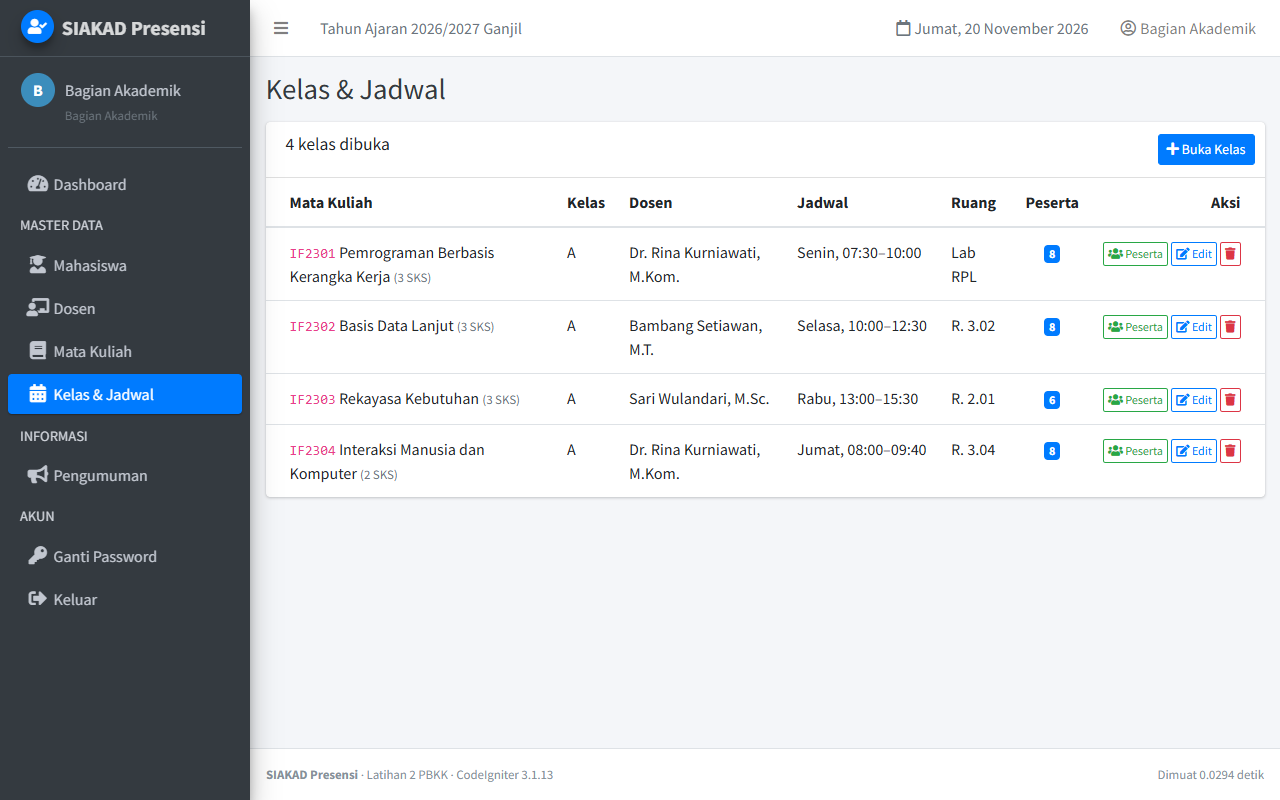 SIAKAD Presensi
Tahun Ajaran 2026/2027 Ganjil
Jumat, 20 November 2026
Bagian Akademik
B
Bagian Akademik
Bagian Akademik
Dashboard
MASTER DATA
Mahasiswa
Dosen
Mata Kuliah
Kelas & Jadwal
INFORMASI
Pengumuman
AKUN
Ganti Password
Keluar
Kelas & Jadwal
4 kelas dibuka
Buka Kelas
Mata Kuliah Kelas Dosen Jadwal Ruang Peserta Aksi
IF2301 Pemrograman Berbasis A Dr. Rina Kurniawati, Senin, 07:30–10:00 Lab 8 Peserta Edit
Kerangka Kerja (3 SKS) M.Kom. RPL
IF2302 Basis Data Lanjut (3 SKS) A Bambang Setiawan, Selasa, 10:00–12:30 R. 3.02 8 Peserta Edit
M.T.
IF2303 Rekayasa Kebutuhan (3 SKS) A Sari Wulandari, M.Sc. Rabu, 13:00–15:30 R. 2.01 6 Peserta Edit
IF2304 Interaksi Manusia dan A Dr. Rina Kurniawati, Jumat, 08:00–09:40 R. 3.04 8 Peserta Edit
Komputer (2 SKS) M.Kom.
SIAKAD Presensi · Latihan 2 PBKK · CodeIgniter 3.1.13
Dimuat 0.0294 detik